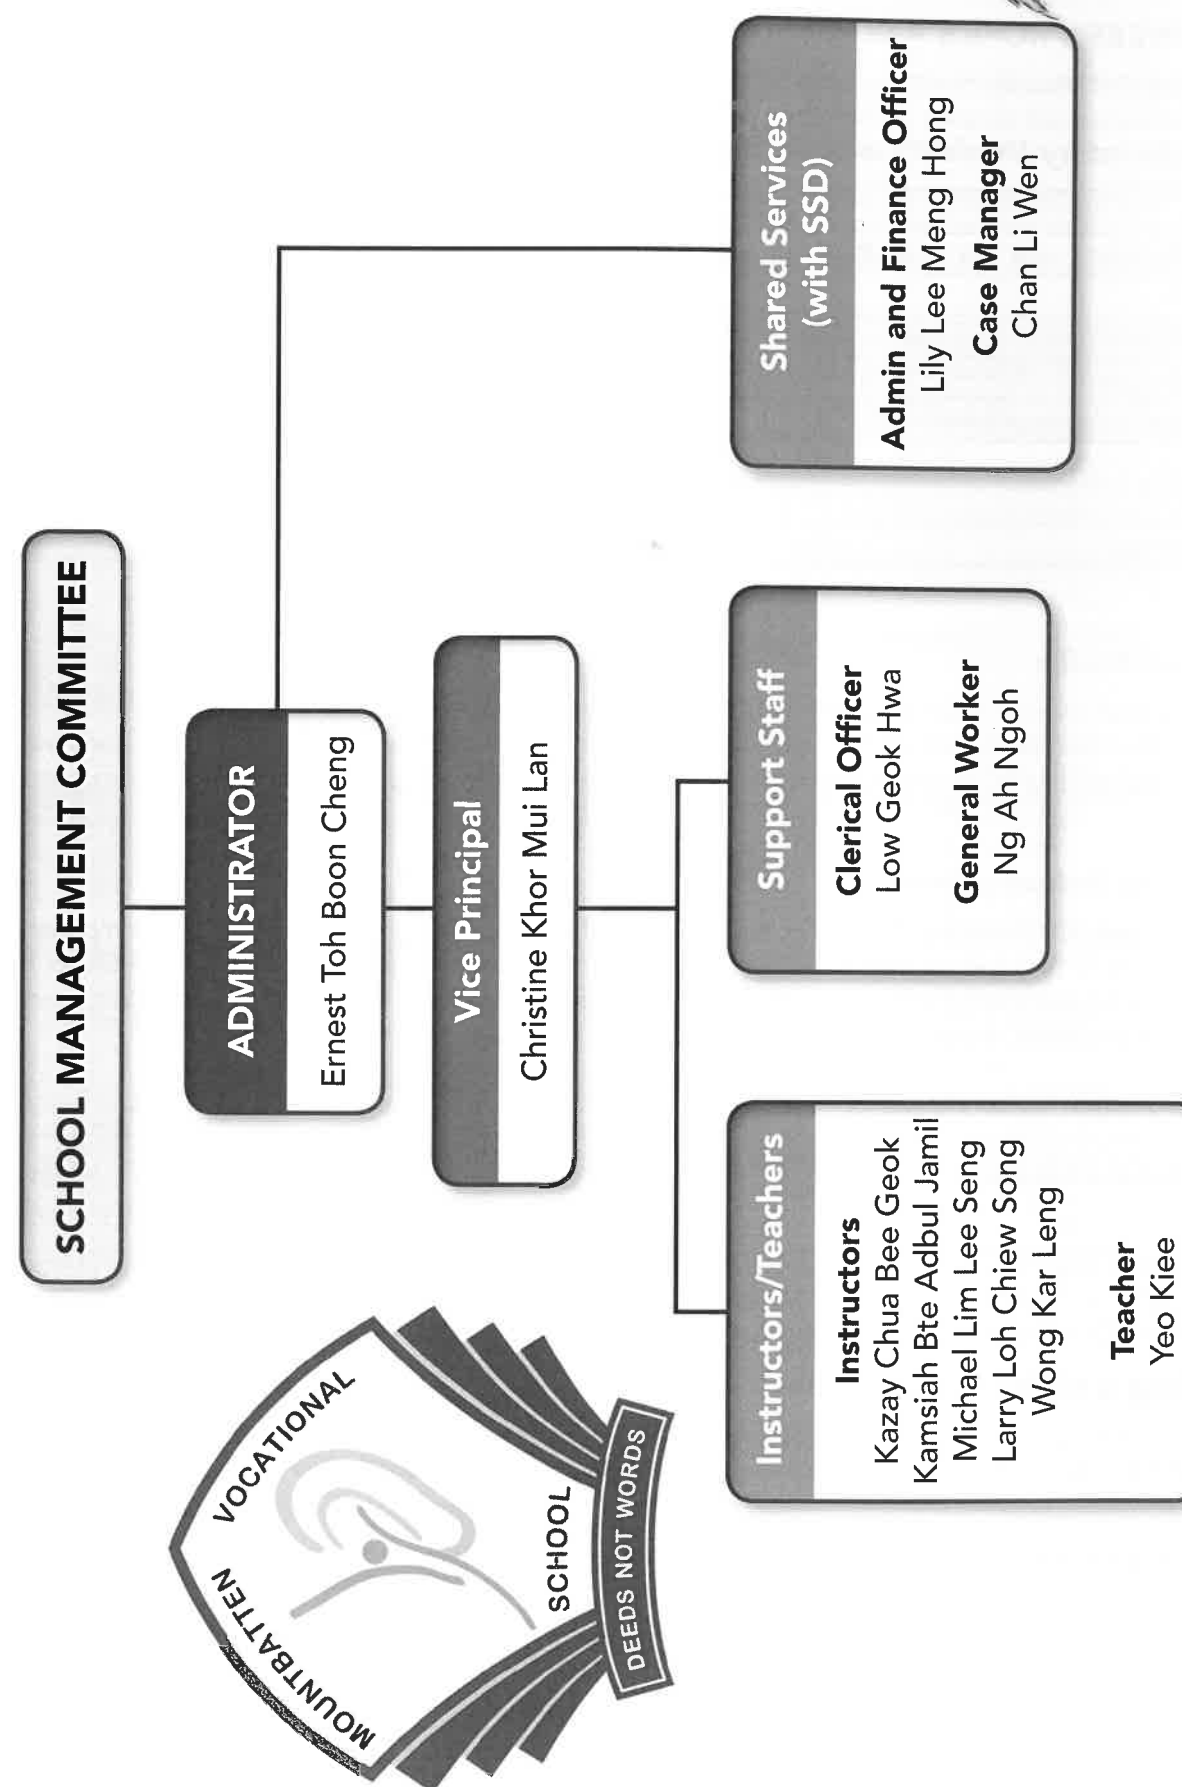 SCHOOL MANAGEMENT COMMITTEE
MOUNTBATTEN VOCATIONAL
SCHOOL
DEEDS NOT WORDS
ADMINISTRATOR
Ernest Toh Boon Cheng
Vice Principal
Christine Khor Mui Lan
Instructors/Teachers
Instructors
Kazay Chua Bee Geok
Kamsiah Bte Adbul Jamil
Michael Lim Lee Seng
Larry Loh Chiew Song
Wong Kar Leng
Teacher
Yeo Kiee
Support Staff
Clerical Officer
Low Geok Hwa
General Worker
Ng Ah Ngoh
Shared Services
(with SSD)
Admin and Finance Officer
Lily Lee Meng Hong
Case Manager
Chan Li Wen